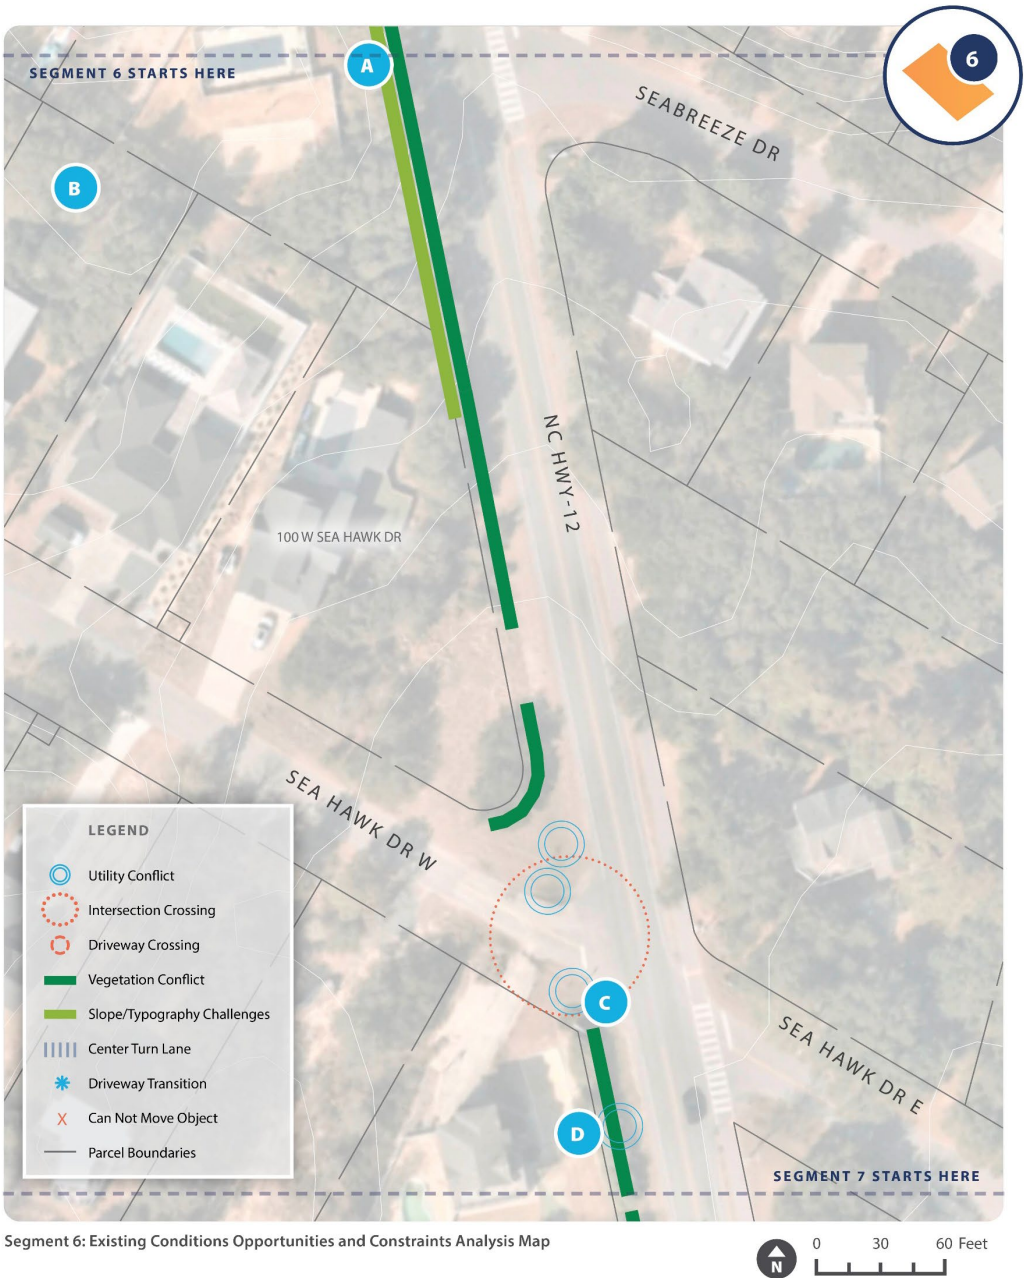 6
A
SEGMENT 6 STARTS HERE
SEABREEZE DR
B
NC HWY-12
100 W SEA HAWK DR
SEA HAWK DR W
LEGEND
Utility Conflict
Intersection Crossing
Driveway Crossing
Vegetation Conflict
Slope/Typography Challenges
Center Turn Lane
Driveway Transition
X Can Not Move Object
Parcel Boundaries
C
SEA HAWK DR E
D
SEGMENT 7 STARTS HERE
Segment 6: Existing Conditions Opportunities and Constraints Analysis Map
N
0 30 60 Feet